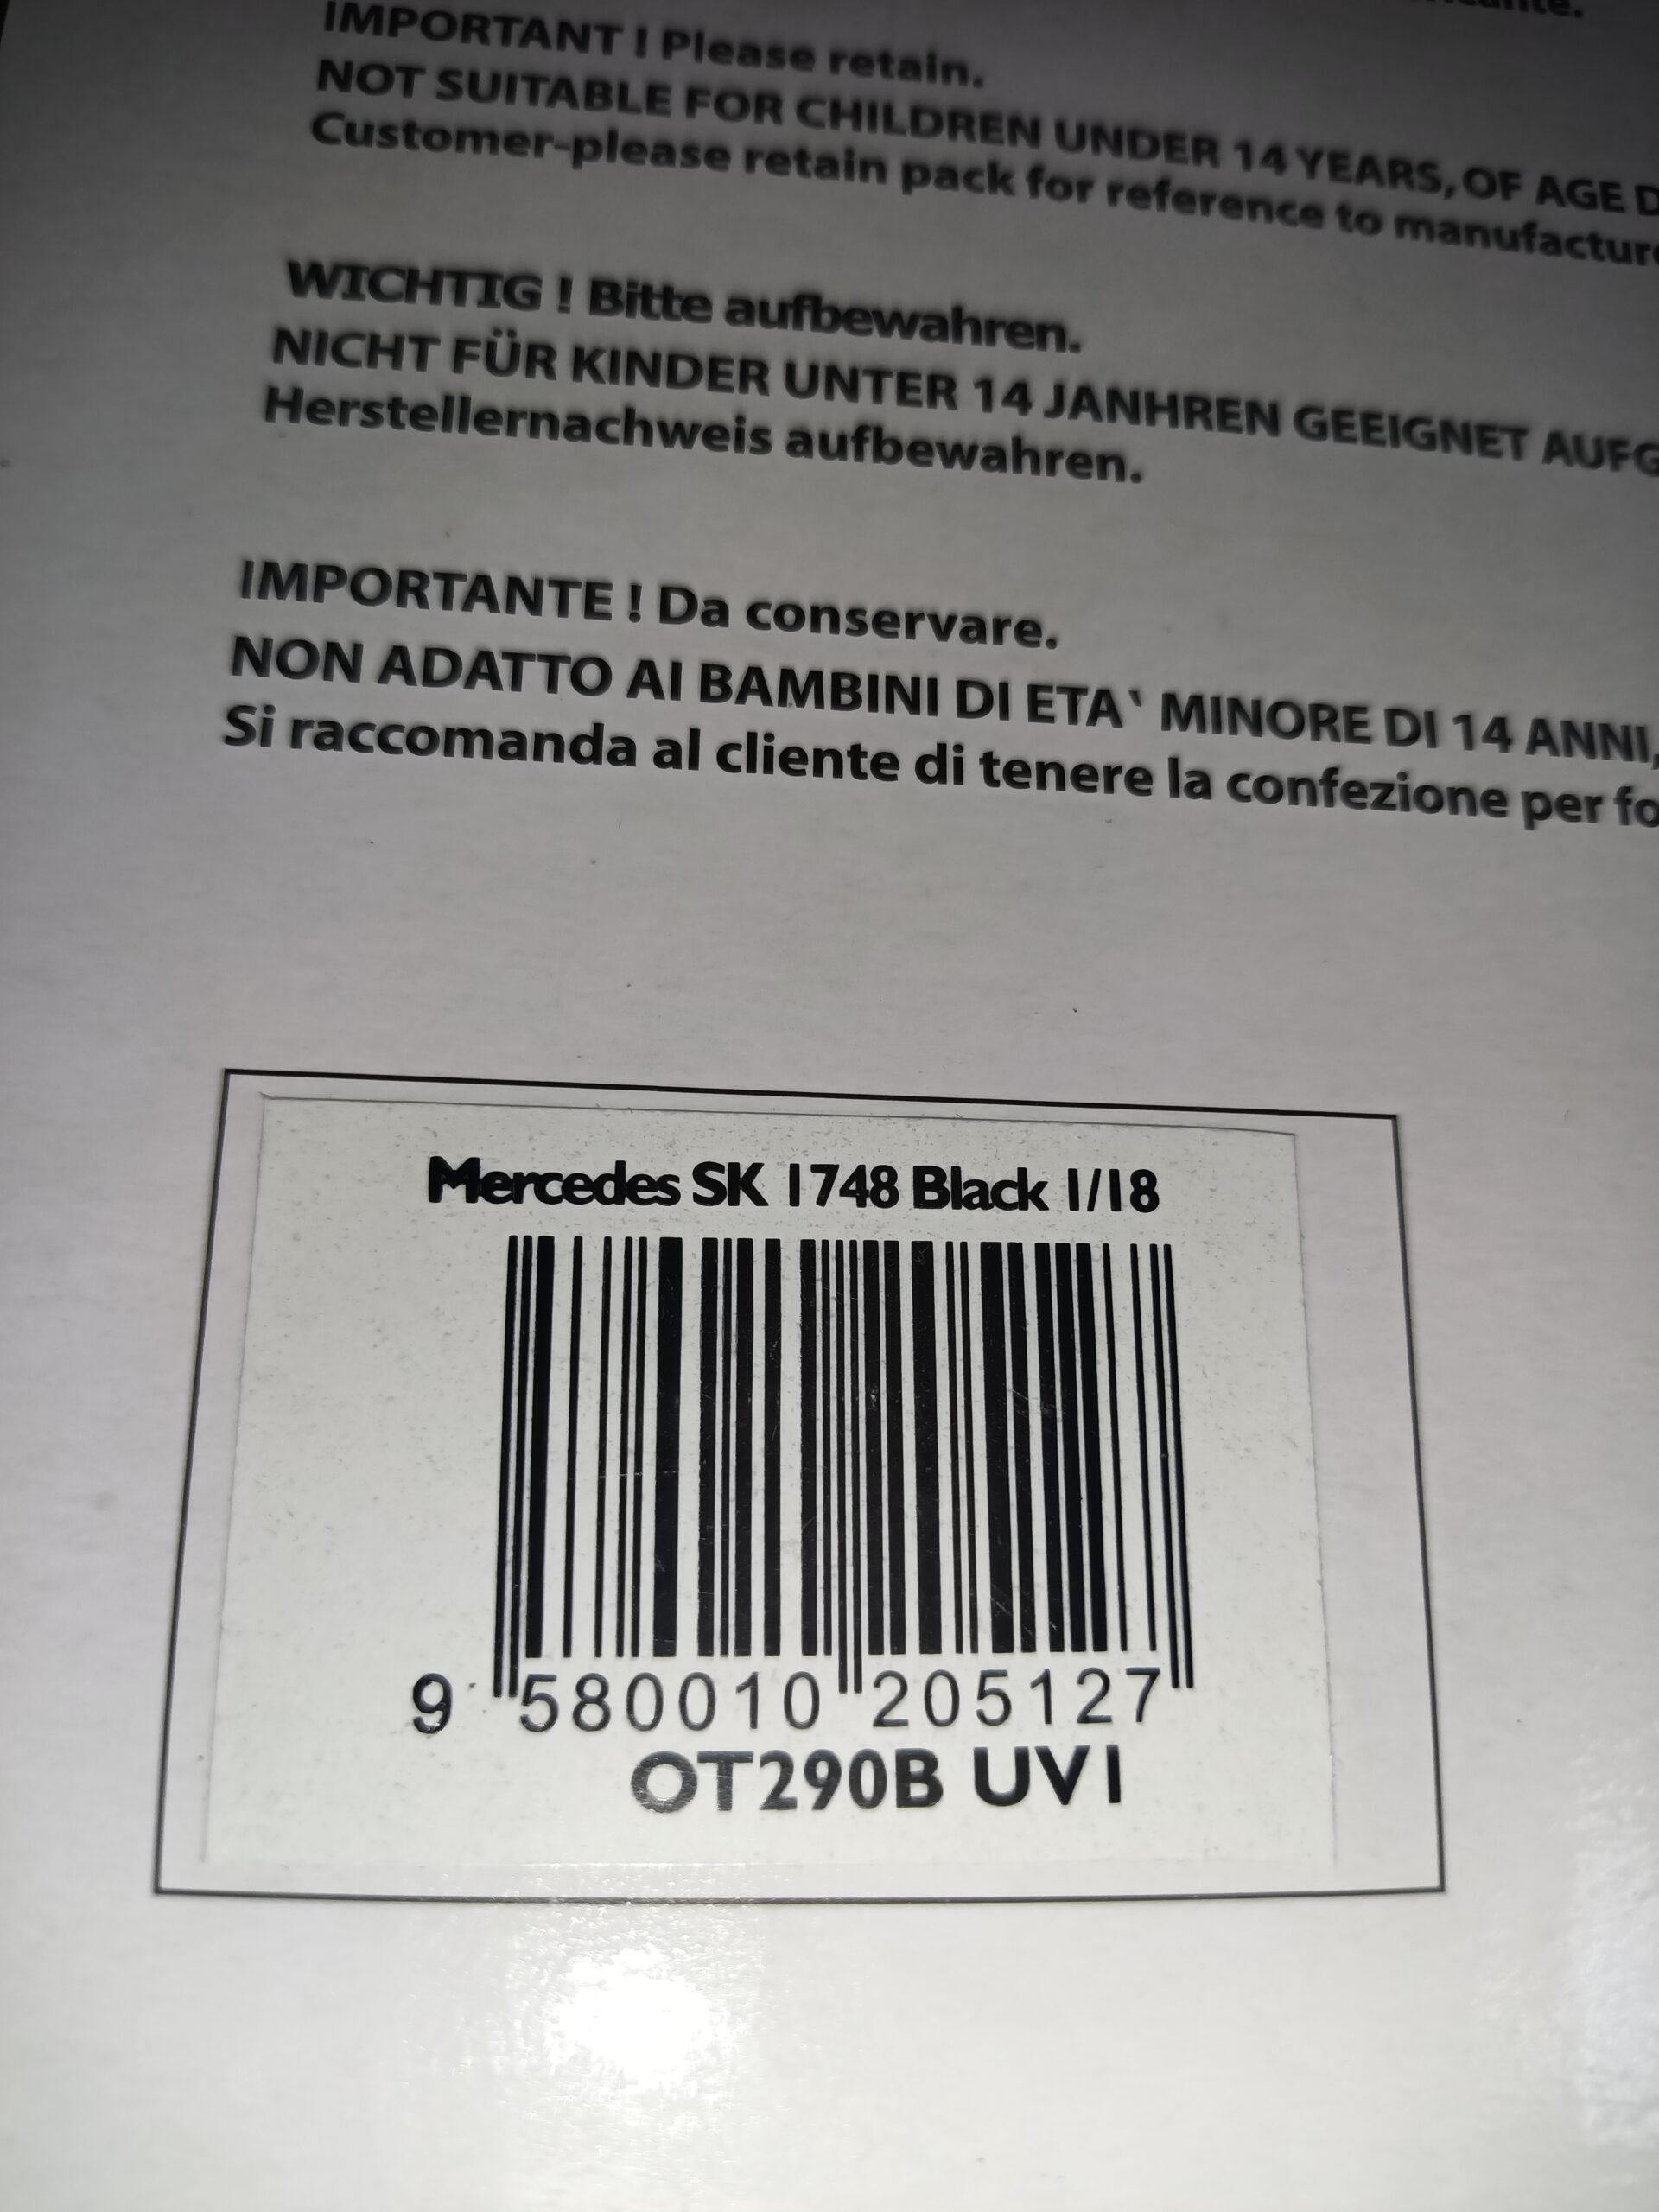 IMPORTANT ! Please retain.
NOT SUITABLE FOR CHILDREN UNDER 14 YEARS, OF AGE
Customer-please retain pack for reference to
WICHTIG ! Bitte aufbewahren.
NICHT FÜR KINDER UNTER 14 JANHREN GEEIGNET
Herstellernachweis aufbewahren.
IMPORTANTE ! Da conservare.
NON ADATTO AI BAMBINI DI ETA‵ MINORE DI 14 ANNI,
Si raccomanda al cliente di tenere la confezione per
Mercedes SK 1748 Black 1/18
9 580010 205127
OT290B UV1